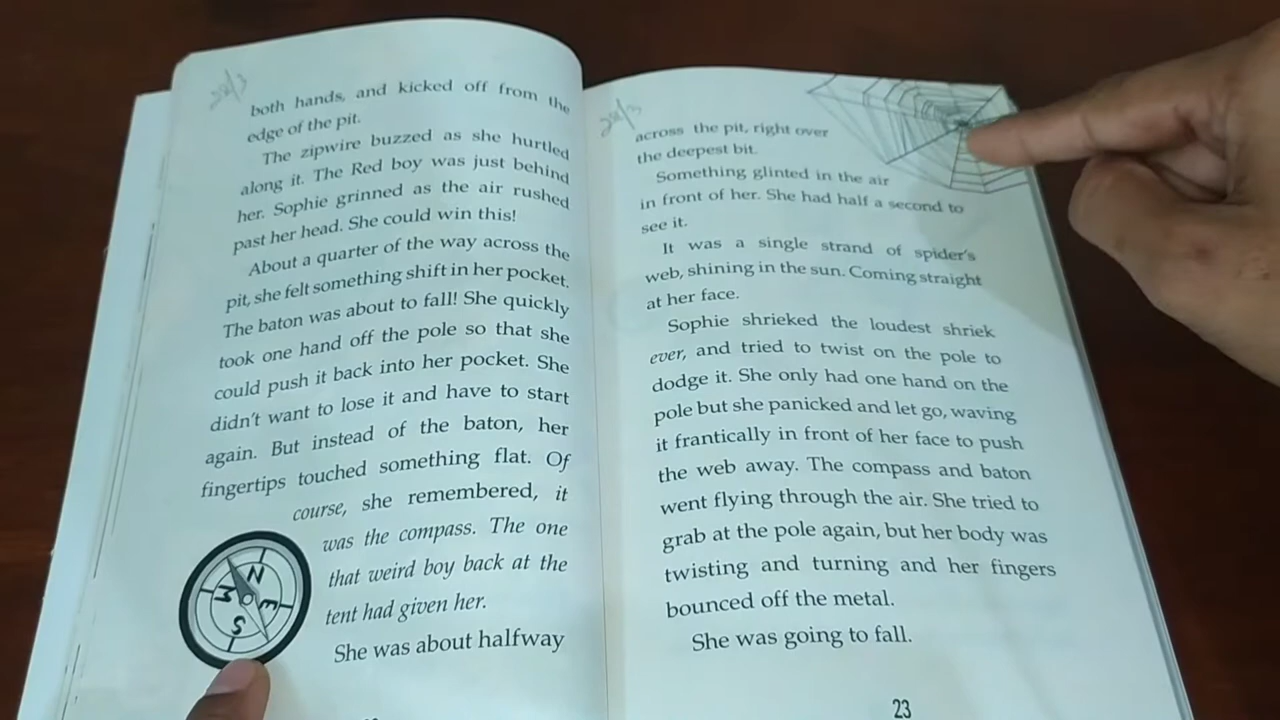 both hands, and kicked off from the
edge of the pit.
The zipwire buzzed as she hurtled
along it. The Red boy was just behind
her. Sophie grinned as the air rushed
past her head. She could win this!
About a quarter of the way across the
pit, she felt something shift in her pocket.
The baton was about to fall! She quickly
took one hand off the pole so that she
could push it back into her pocket. She
didn't want to lose it and have to start
again. But instead of the baton, her
fingertips touched something flat. Of
course, she remembered, it
was the compass. The one
that weird boy back at the
tent had given her.
She was about halfway
N
E
S
across the pit, right over
the deepest bit.
Something glinted in the air
in front of her. She had half a second to
see it.
It was a single strand of spider's
web, shining in the sun. Coming straight
at her face.
Sophie shrieked the loudest shriek
ever, and tried to twist on the pole to
dodge it. She only had one hand on the
pole but she panicked and let go, waving
it frantically in front of her face to push
the web away. The compass and baton
went flying through the air. She tried to
grab at the pole again, but her body was
twisting and turning and her fingers
bounced off the metal.
She was going to fall.
23